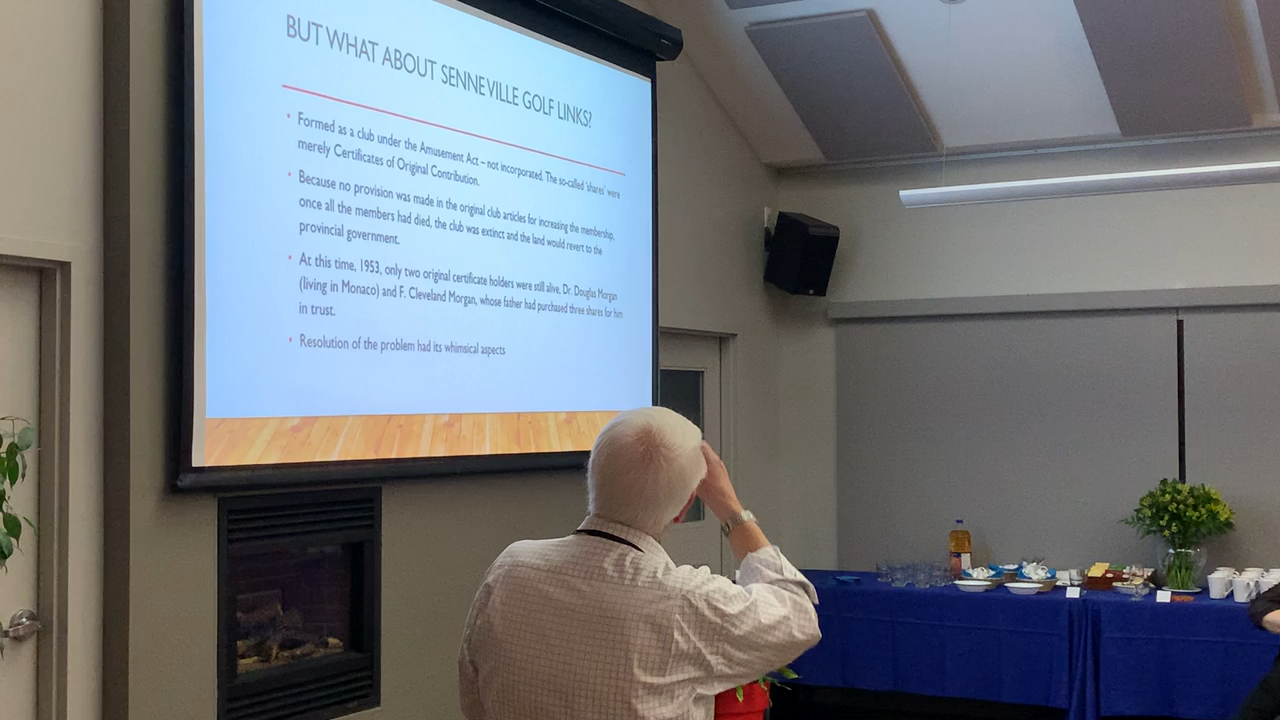 BUT WHAT ABOUT SENNEVILLE GOLF LINKS?
• Formed as a club under the Amusement Act – not incorporated. The so-called 'shares' were
merely Certificates of Original Contribution.
• Because no provision was made in the original club articles for increasing the membership,
once all the members had died, the club was extinct and the land would revert to the
provincial government.
• At this time, 1953, only two original certificate holders were still alive, Dr. Douglas Morgan
(living in Monaco) and F. Cleveland Morgan, whose father had purchased three shares for him
in trust.
• Resolution of the problem had its whimsical aspects